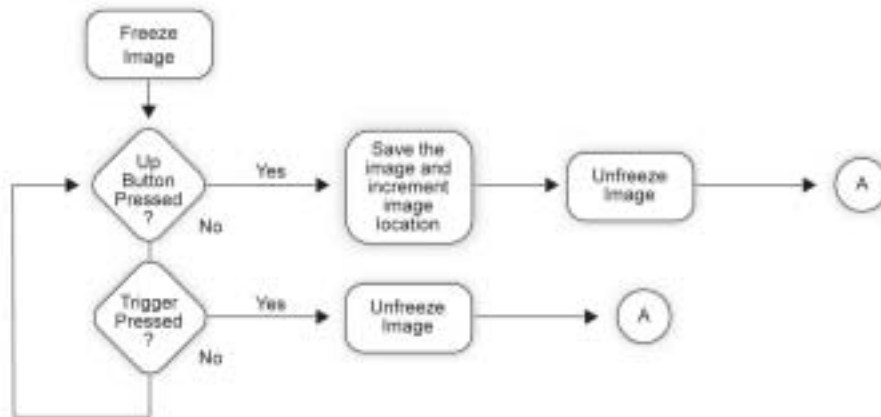 Freeze
Image
Up
Button
Pressed
?
Yes
No
Save the
image and
increment
image
location
Unfreeze
Image
A
Trigger
Pressed
?
Yes
No
Unfreeze
Image
A